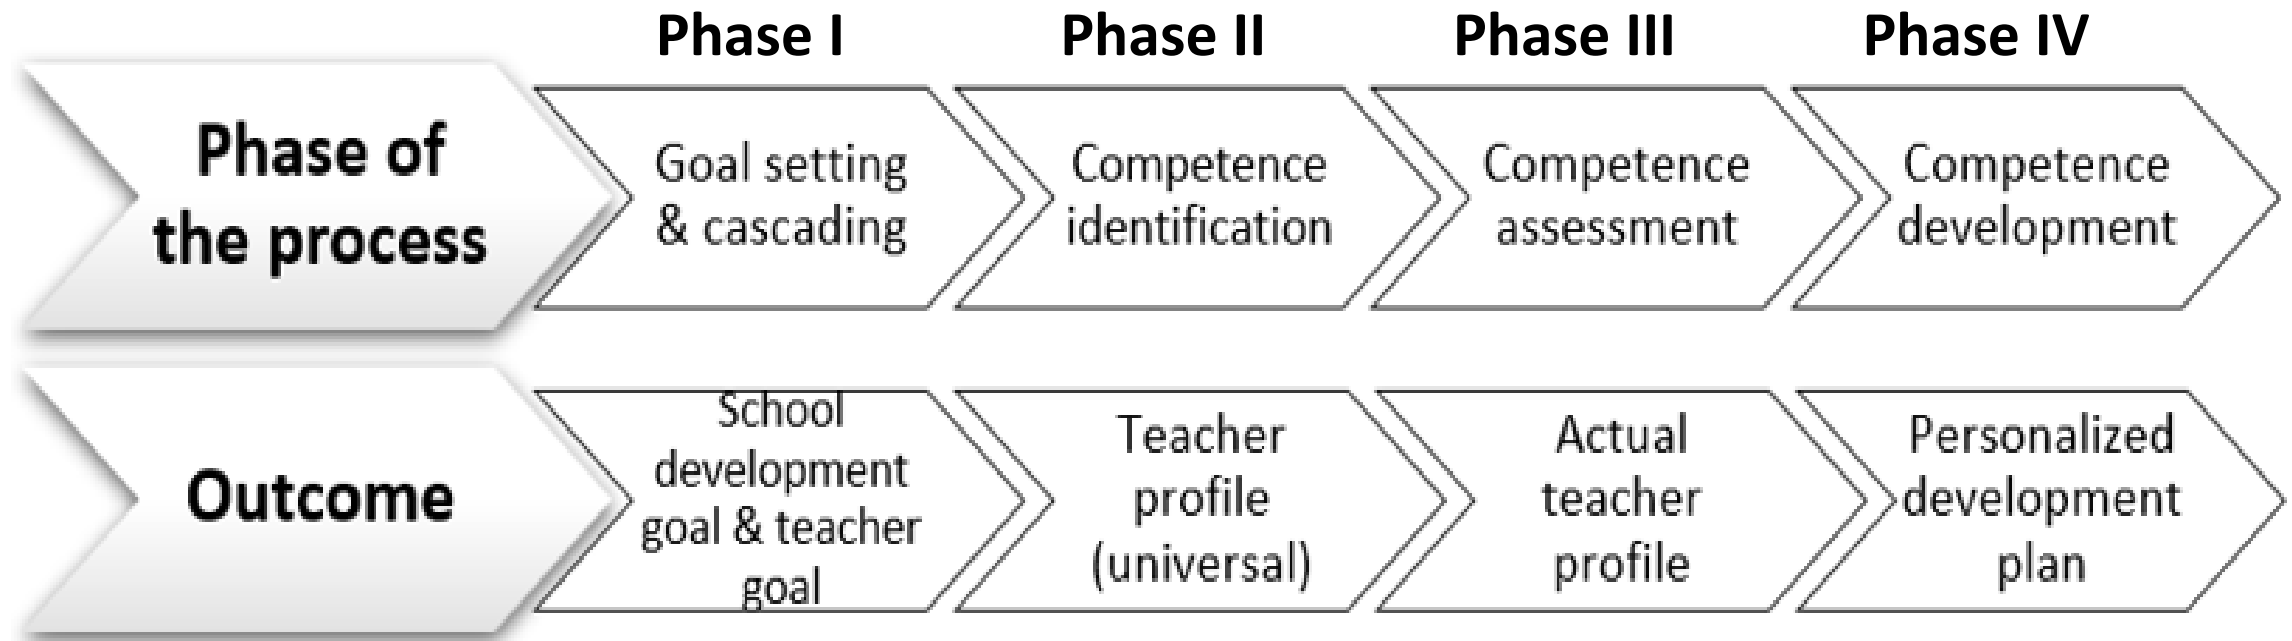 Phase I
Phase II
Phase III
Phase IV
Phase of
the process
Goal setting
& cascading
Competence
identification
Competence
assessment
Competence
development
Outcome
School
development
goal & teacher
goal
Teacher
profile
(universal)
Actual
teacher
profile
Personalized
development
plan